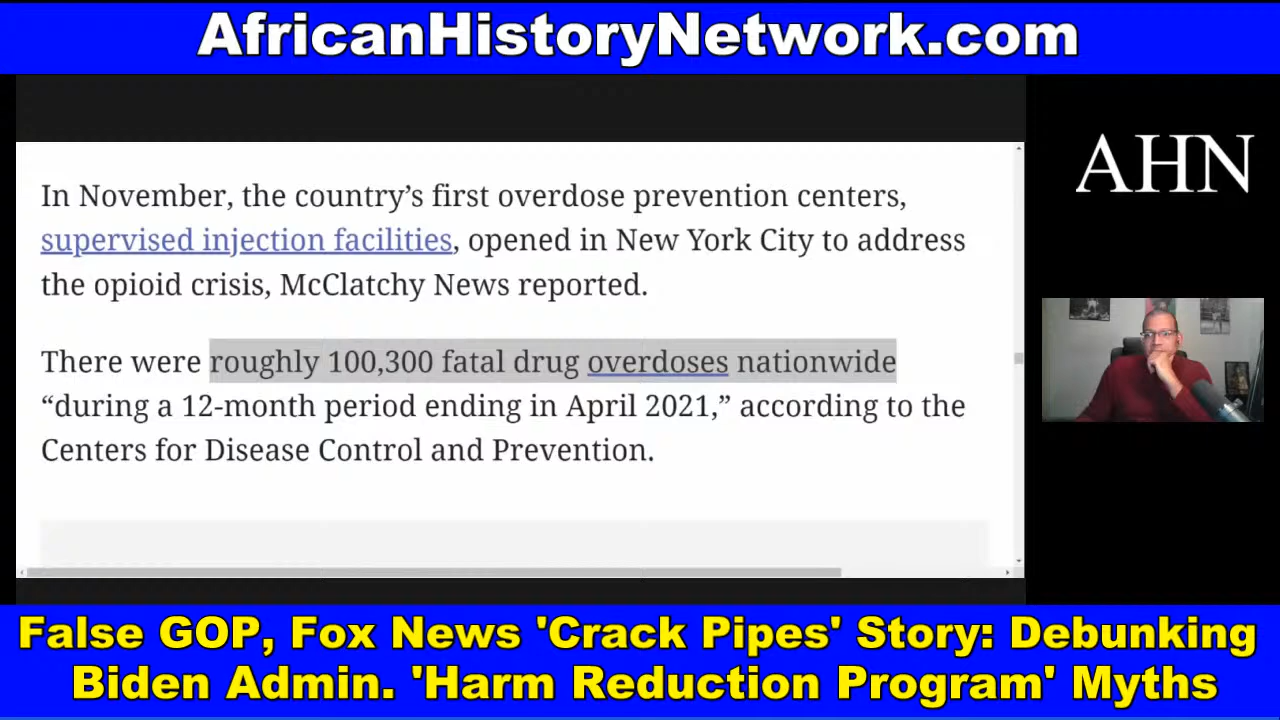 AfricanHistoryNetwork.com
In November, the country’s first overdose prevention centers,
supervised injection facilities, opened in New York City to address
the opioid crisis, McClatchy News reported.
There were roughly 100,300 fatal drug overdoses nationwide
“during a 12-month period ending in April 2021,” according to the
Centers for Disease Control and Prevention.
AHN
False GOP, Fox News 'Crack Pipes' Story: Debunking
Biden Admin. 'Harm Reduction Program' Myths